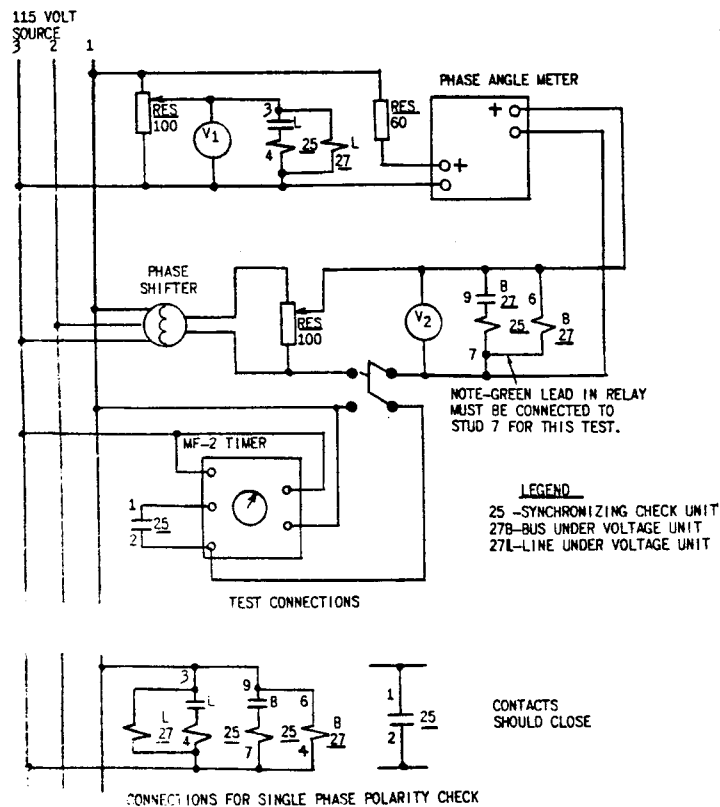 115 VOLT
SOURCE
3 2 1
PHASE ANGLE METER
RES
100
V1
3
L
4
25
L
27
RES
60
+
+
PHASE
SHIFTER
RES
100
V2
9
B
27
25
7
6
B
27
NOTE-GREEN LEAD IN RELAY
MUST BE CONNECTED TO
STUD 7 FOR THIS TEST.
MF-2 TIMER
1
25
2
LEGEND
25 -SYNCHRONIZING CHECK UNIT
27B-BUS UNDER VOLTAGE UNIT
27L-LINE UNDER VOLTAGE UNIT
TEST CONNECTIONS
3
L
27
L
4
25
9
B
25
7
6
B
27
4
1
25
2
CONTACTS
SHOULD CLOSE
CONNECTIONS FOR SINGLE PHASE POLARITY CHECK